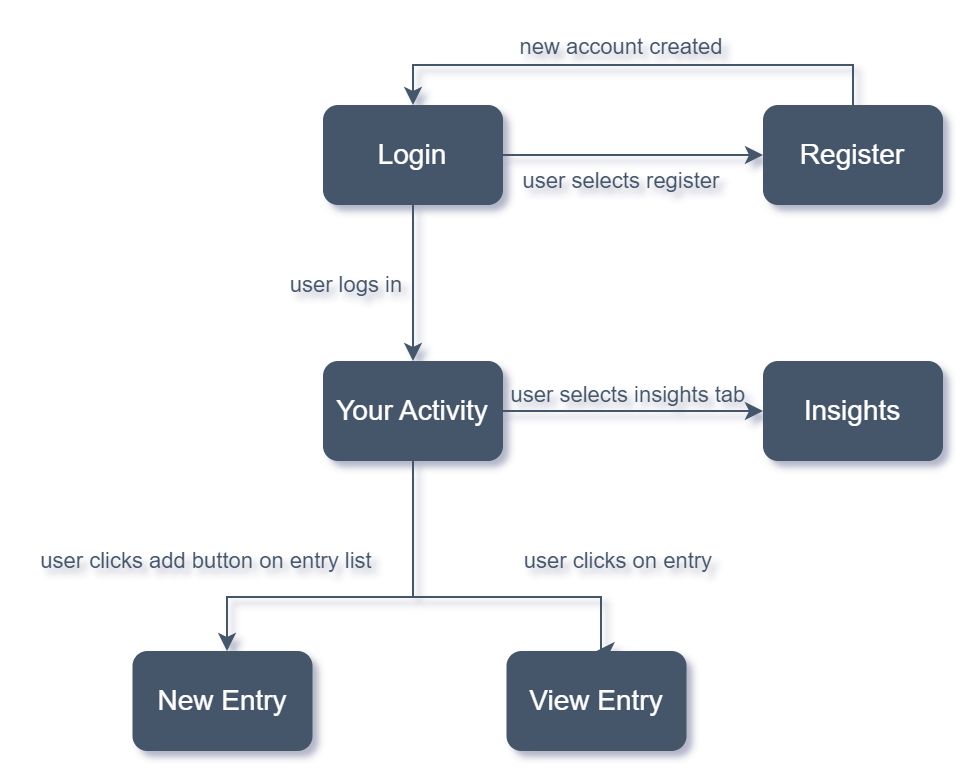 new account created
Login
Register
user selects register
user logs in
user selects insights tab
Your Activity
Insights
user clicks add button on entry list
user clicks on entry
New Entry
View Entry